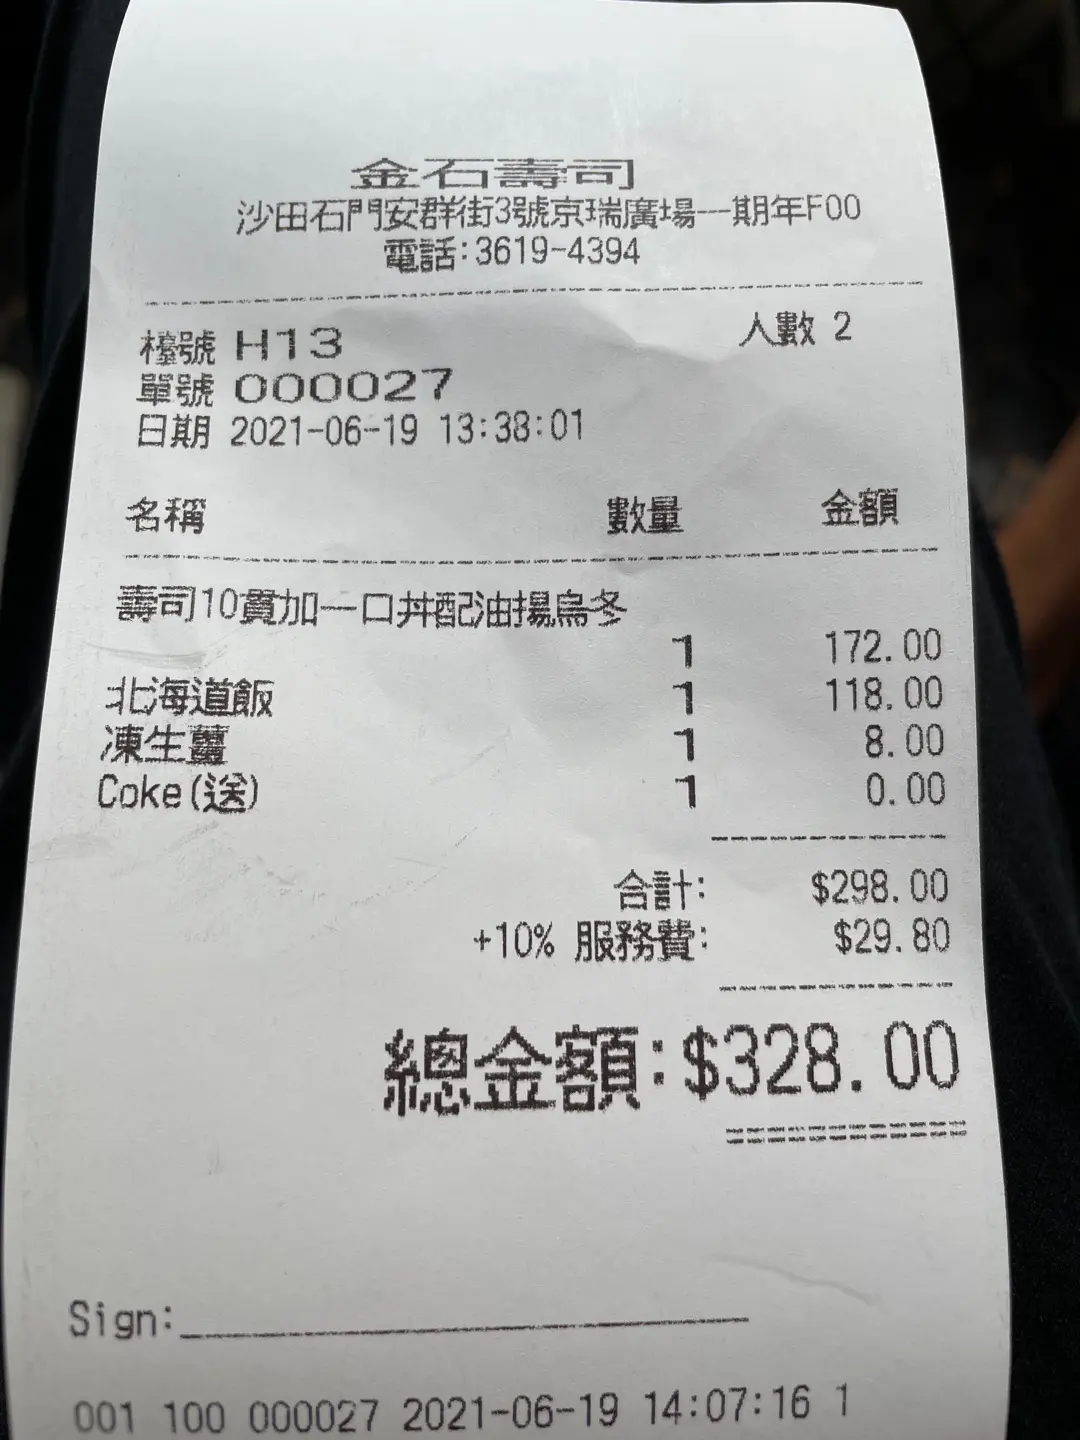 金石壽司
沙田石門安群街3號京瑞廣場一期年F00
電話:3619-4394
檯號 H13 人數 2
單號 000027
日期 2021-06-19 13:38:01
名稱 數量 金額
壽司10貫加一口丼配油揚烏冬
1 172.00
北海道飯 1 118.00
凍生蠶 1 8.00
Coke(送) 1 0.00
合計: $298.00
+10% 服務費: $29.80
總金額:$328.00
Sign:
001 100 000027 2021-06-19 14:07:16 1